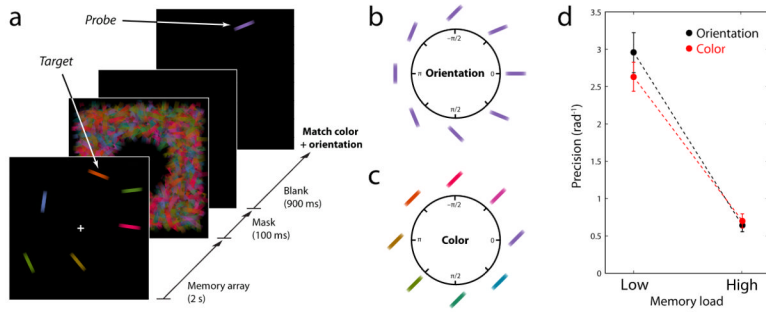 a
Probe
Target
Match color
+ orientation
Blank
(900 ms)
Mask
(100 ms)
Memory array
(2 s)
b
−π/2
Orientation
π
0
π/2
c
−π/2
Color
π
0
π/2
d
Orientation
Color
Precision (rad⁻¹)
3.5
3
2.5
2
1.5
1
0.5
0
Low
High
Memory load